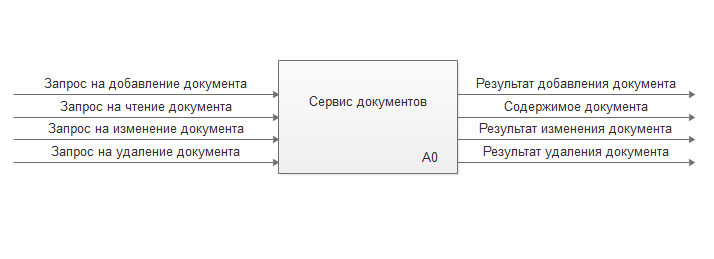 Запрос на добавление документа
Запрос на чтение документа
Запрос на изменение документа
Запрос на удаление документа
Сервис документов
A0
Результат добавления документа
Содержимое документа
Результат изменения документа
Результат удаления документа